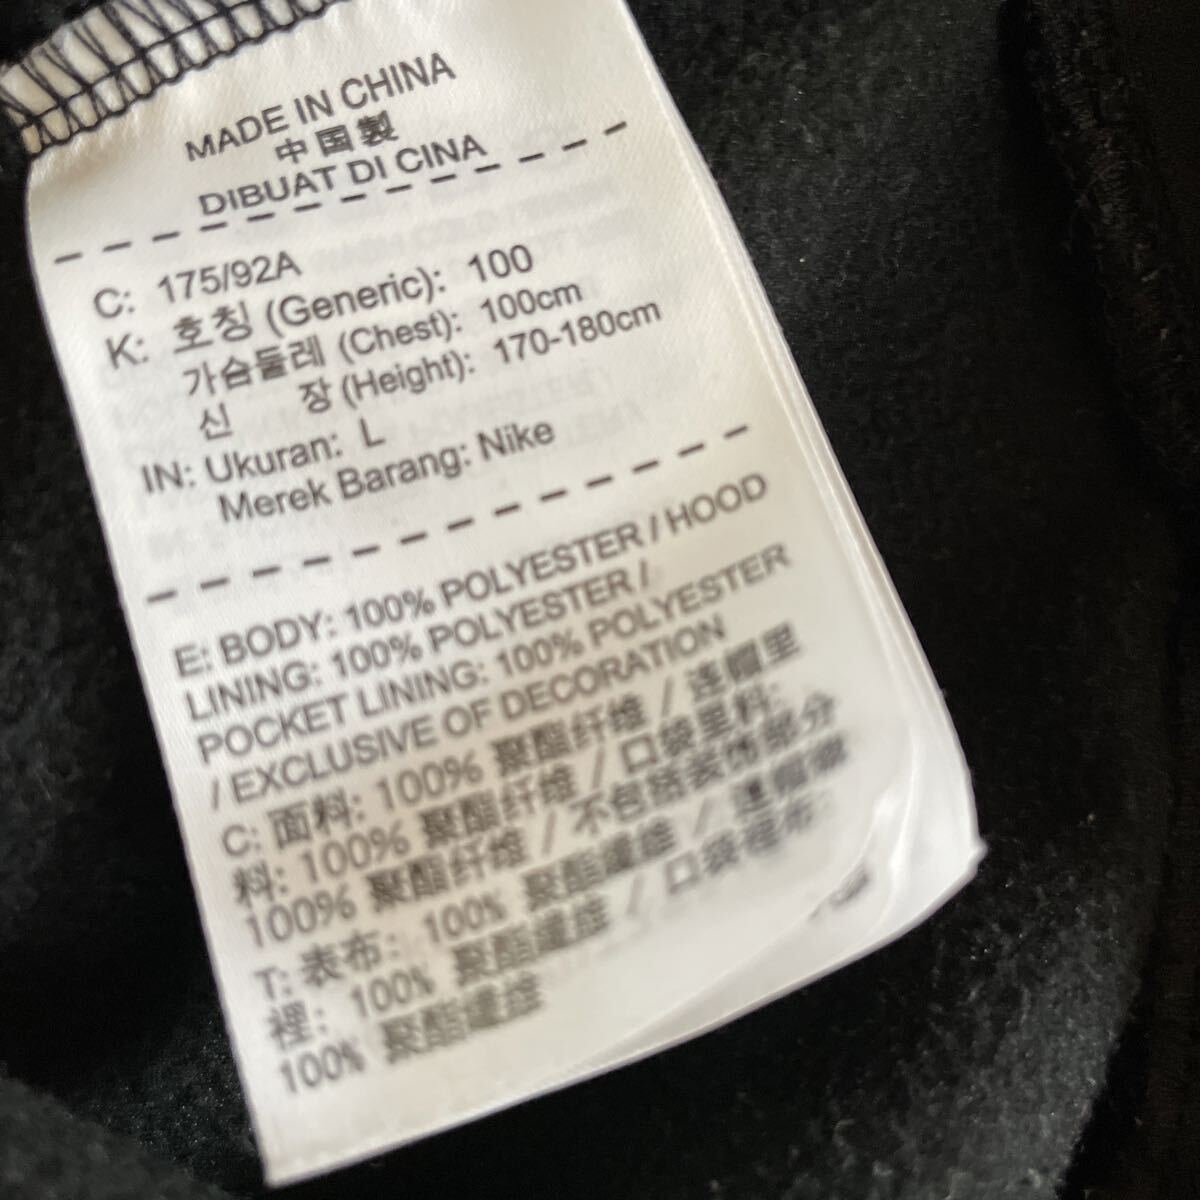 MADE IN CHINA
中国製
DIBUAT DI CINA
C: 175/92A
K: 호칭 (Generic): 100
가슴둘레 (Chest): 100cm
신 장 (Height): 170-180cm
IN: Ukuran: L
Merek Barang: Nike
E: BODY: 100% POLYESTER / HOOD
LINING: 100% POLYESTER /
POCKET LINING: 100% POLYESTER
/ EXCLUSIVE OF DECORATION
C: 面料: 100% 聚酯纤维 / 连帽里
料: 100% 聚酯纤维 / 口袋里料:
100% 聚酯纤维 / 不包括装饰部分
T: 表布: 100% 聚酯纖維 / 連帽
裡: 100% 聚酯纖維 / 口袋裡布:
100% 聚酯纖維